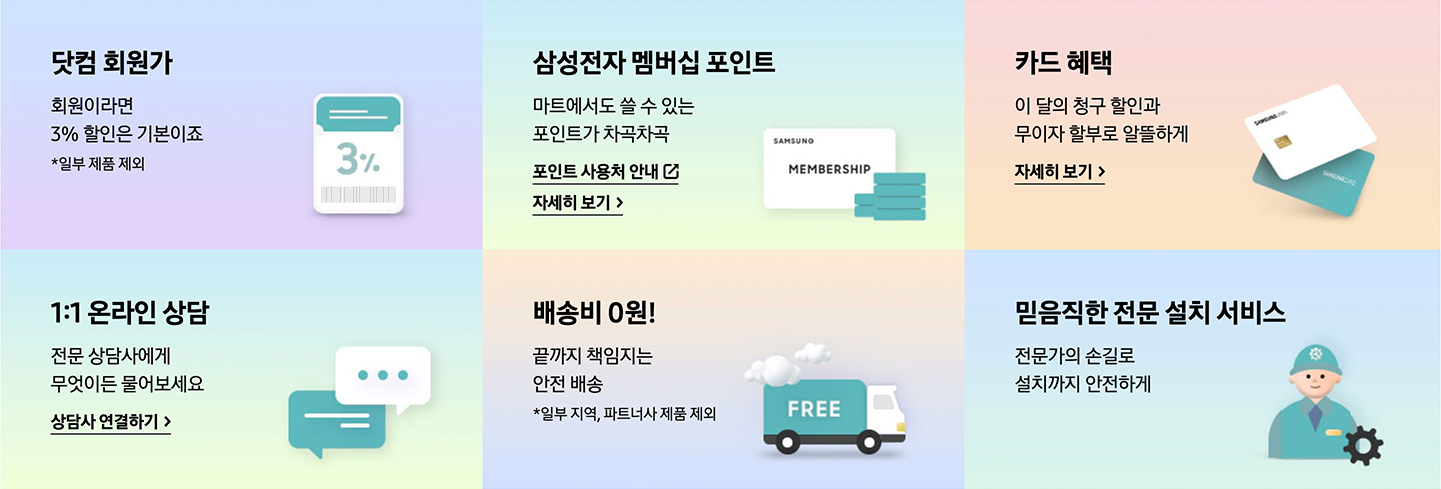 닷컴 회원가
회원이라면
3% 할인은 기본이죠
*일부 제품 제외
3%
삼성전자 멤버십 포인트
마트에서도 쓸 수 있는
포인트가 차곡차곡
포인트 사용처 안내
자세히 보기
SAMSUNG
MEMBERSHIP
카드 혜택
이 달의 청구 할인과
무이자 할부로 알뜰하게
자세히 보기
1:1 온라인 상담
전문 상담사에게
무엇이든 물어보세요
상담사 연결하기
배송비 0원!
끝까지 책임지는
안전 배송
*일부 지역, 파트너사 제품 제외
FREE
믿음직한 전문 설치 서비스
전문가의 손길로
설치까지 안전하게